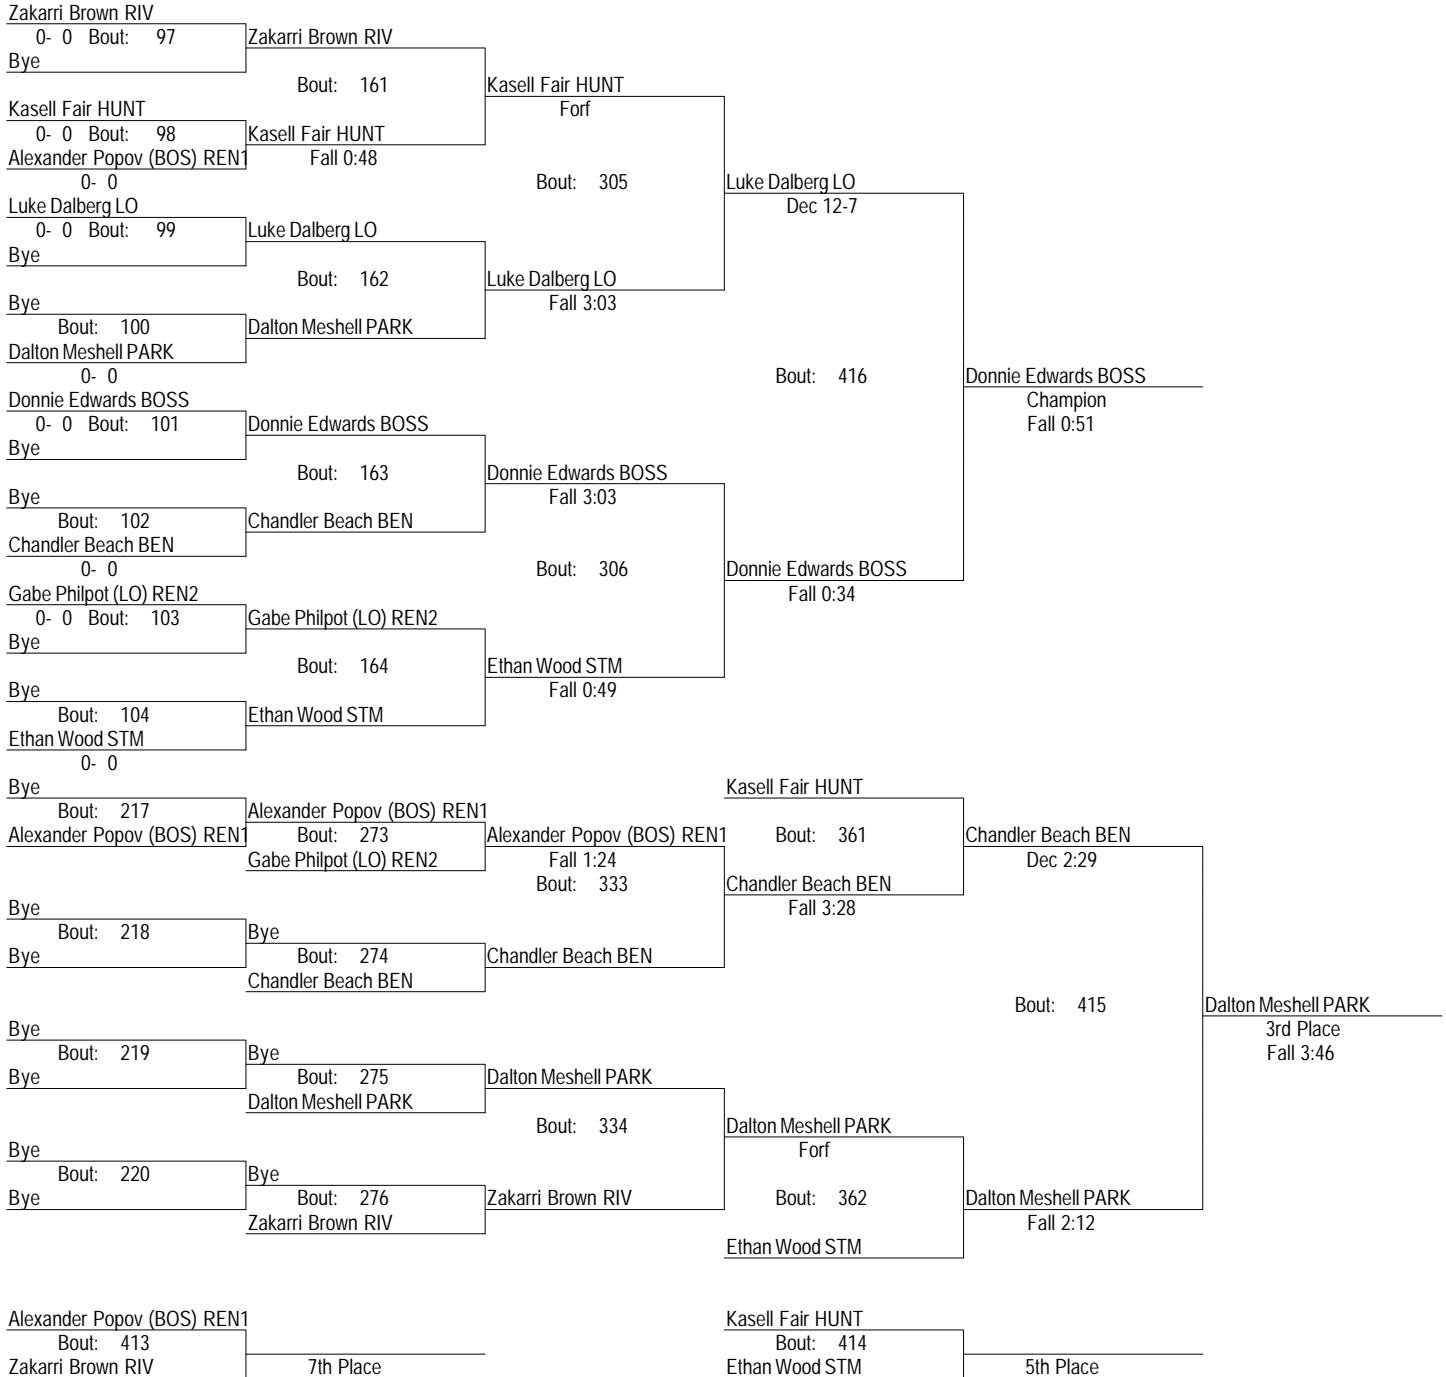 Zakarri Brown RIV
0- 0 Bout: 97 Zakarri Brown RIV
Bye
Bout: 161 Kasell Fair HUNT
Kasell Fair HUNT Forf
0- 0 Bout: 98 Kasell Fair HUNT
Alexander Popov (BOS) REN1 Fall 0:48
0- 0 Bout: 305 Luke Dalberg LO
Luke Dalberg LO Dec 12-7
0- 0 Bout: 99 Luke Dalberg LO
Bye
Bout: 162 Luke Dalberg LO
Bye Fall 3:03
Bout: 100 Dalton Meshell PARK
Dalton Meshell PARK
0- 0 Bout: 416 Donnie Edwards BOSS
Donnie Edwards BOSS Champion
0- 0 Bout: 101 Donnie Edwards BOSS Fall 0:51
Bye
Bout: 163 Donnie Edwards BOSS
Bye Fall 3:03
Bout: 102 Chandler Beach BEN
Chandler Beach BEN
0- 0 Bout: 306 Donnie Edwards BOSS
Gabe Philpot (LO) REN2 Fall 0:34
0- 0 Bout: 103 Gabe Philpot (LO) REN2
Bye
Bout: 164 Ethan Wood STM
Bye Fall 0:49
Bout: 104 Ethan Wood STM
Ethan Wood STM
0- 0
Bye Kasell Fair HUNT
Bout: 217 Alexander Popov (BOS) REN1
Alexander Popov (BOS) REN1 Bout: 273 Alexander Popov (BOS) REN1 Bout: 361 Chandler Beach BEN
Gabe Philpot (LO) REN2 Fall 1:24 Dec 2:29
Bout: 333 Chandler Beach BEN
Bye Fall 3:28
Bout: 218 Bye
Bye Bout: 274 Chandler Beach BEN
Chandler Beach BEN
Bout: 415 Dalton Meshell PARK
Bye 3rd Place
Bout: 219 Bye Fall 3:46
Bye Bout: 275 Dalton Meshell PARK
Dalton Meshell PARK
Bout: 334 Dalton Meshell PARK
Bye Forf
Bout: 220 Bye
Bye Bout: 276 Zakarri Brown RIV Bout: 362 Dalton Meshell PARK
Zakarri Brown RIV Fall 2:12
Ethan Wood STM
Alexander Popov (BOS) REN1 Kasell Fair HUNT
Bout: 413 Bout: 414
Zakarri Brown RIV 7th Place Ethan Wood STM 5th Place